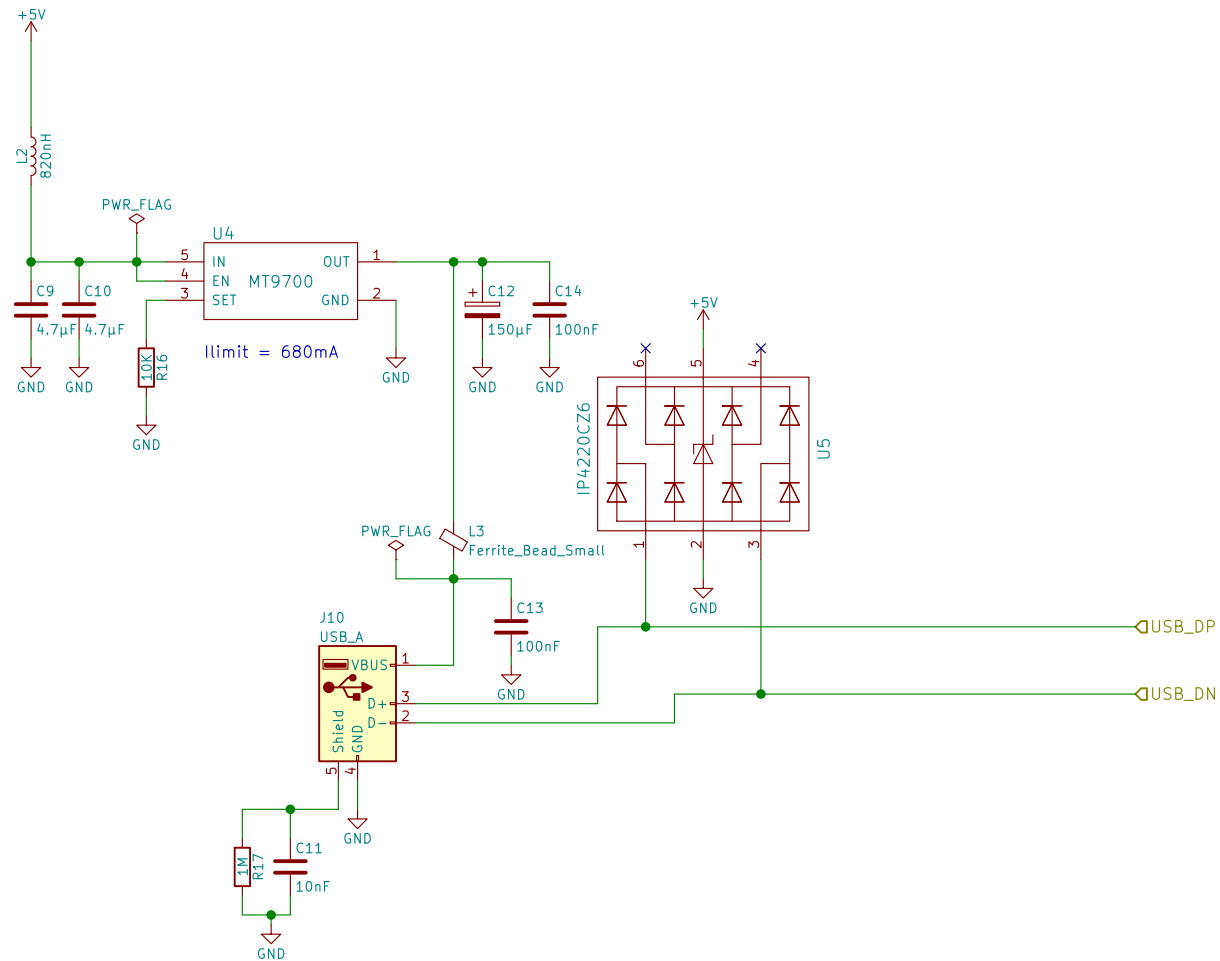 +5V
L2
820nH
PWR_FLAG
U4
5
IN
OUT
1
4
EN
MT9700
3
SET
GND
2
C9
4.7µF
C10
4.7µF
GND
GND
10K
R16
GND
Ilimit = 680mA
GND
+
C12
150µF
GND
C14
100nF
GND
+5V
6
5
4
IP4220CZ6
U5
1
2
3
GND
PWR_FLAG
L3
Ferrite_Bead_Small
C13
100nF
GND
J10
USB_A
VBUS
1
D+
3
D-
2
Shield
GND
5
4
GND
USB_DP
USB_DN
1M
R17
C11
10nF
GND